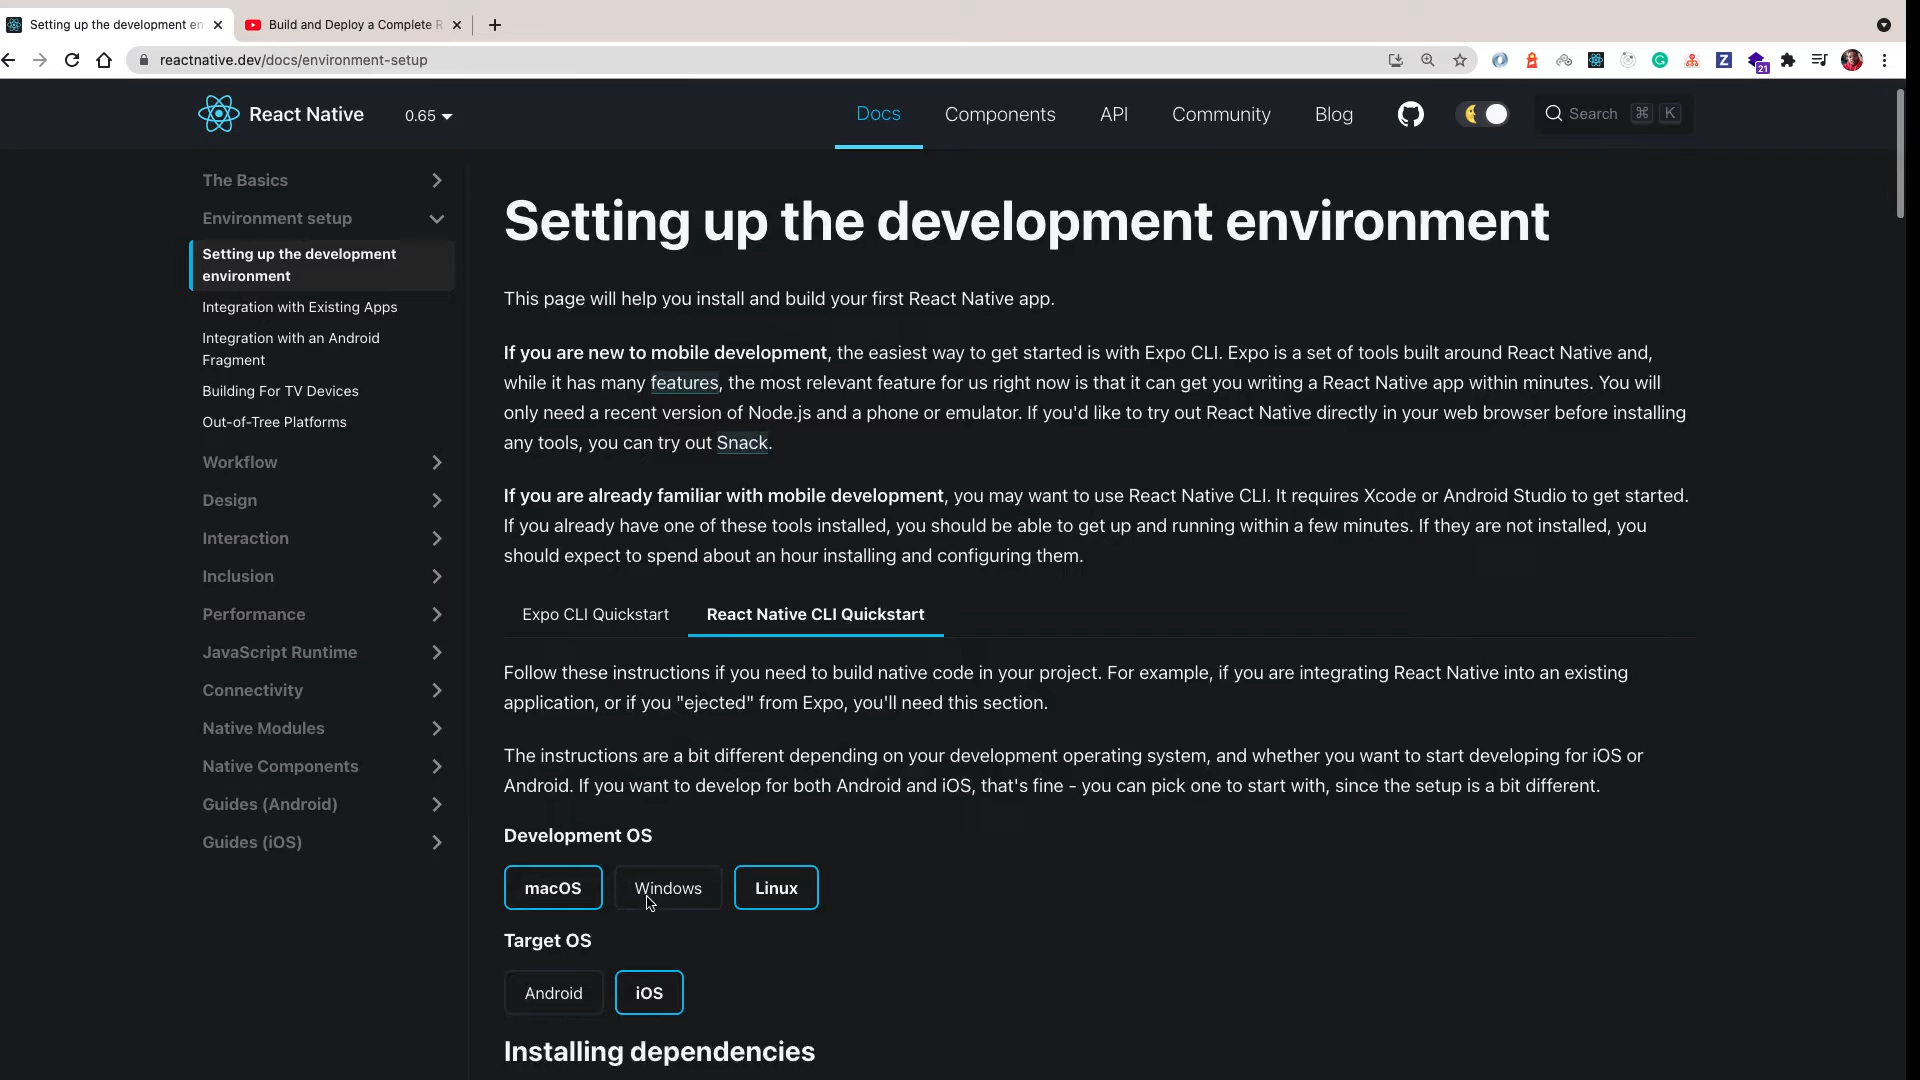 Setting up the development en
Build and Deploy a Complete R
reactnative.dev/docs/environment-setup
21
React Native
0.65
Docs
Components
API
Community
Blog
Search
⌘
K
The Basics
Environment setup
Setting up the development
environment
Integration with Existing Apps
Integration with an Android
Fragment
Building For TV Devices
Out-of-Tree Platforms
Workflow
Design
Interaction
Inclusion
Performance
JavaScript Runtime
Connectivity
Native Modules
Native Components
Guides (Android)
Guides (iOS)
Setting up the development environment
This page will help you install and build your first React Native app.
If you are new to mobile development, the easiest way to get started is with Expo CLI. Expo is a set of tools built around React Native and,
while it has many features, the most relevant feature for us right now is that it can get you writing a React Native app within minutes. You will
only need a recent version of Node.js and a phone or emulator. If you'd like to try out React Native directly in your web browser before installing
any tools, you can try out Snack.
If you are already familiar with mobile development, you may want to use React Native CLI. It requires Xcode or Android Studio to get started.
If you already have one of these tools installed, you should be able to get up and running within a few minutes. If they are not installed, you
should expect to spend about an hour installing and configuring them.
Expo CLI Quickstart
React Native CLI Quickstart
Follow these instructions if you need to build native code in your project. For example, if you are integrating React Native into an existing
application, or if you "ejected" from Expo, you'll need this section.
The instructions are a bit different depending on your development operating system, and whether you want to start developing for iOS or
Android. If you want to develop for both Android and iOS, that's fine - you can pick one to start with, since the setup is a bit different.
Development OS
macOS
Windows
Linux
Target OS
Android
iOS
Installing dependencies